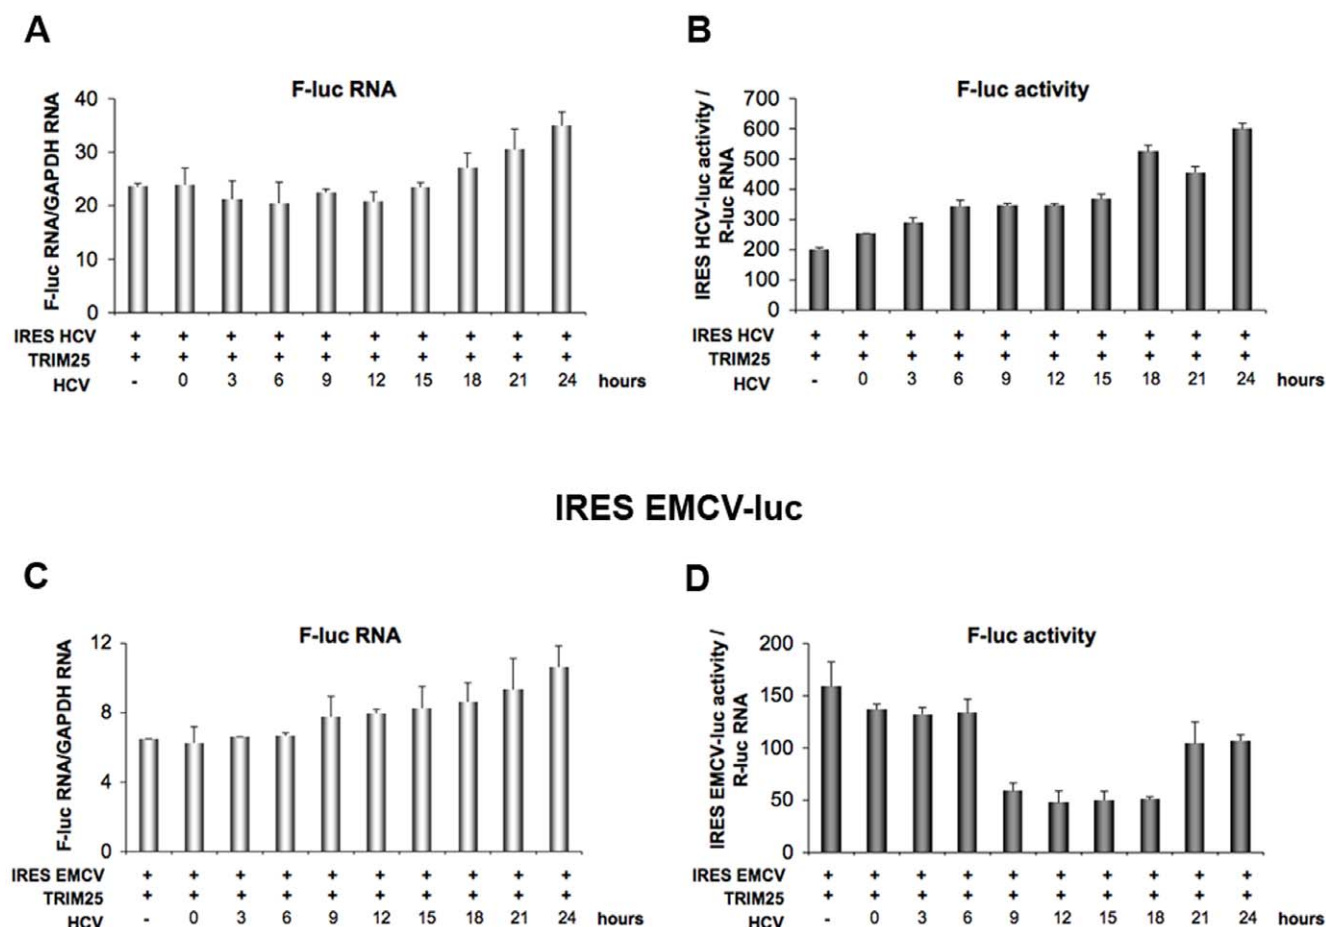 A
F-luc RNA
F-luc RNA/GAPDH RNA
40
30
20
10
0
IRES HCV + + + + + + + + + +
TRIM25 + + + + + + + + + +
HCV - 0 3 6 9 12 15 18 21 24 hours
B
F-luc activity
IRES HCV-luc activity /
R-luc RNA
700
600
500
400
300
200
100
0
IRES HCV + + + + + + + + + +
TRIM25 + + + + + + + + + +
HCV - 0 3 6 9 12 15 18 21 24 hours
IRES EMCV-luc
C
F-luc RNA
F-luc RNA/GAPDH RNA
12
8
4
0
IRES EMCV + + + + + + + + + +
TRIM25 + + + + + + + + + +
HCV - 0 3 6 9 12 15 18 21 24 hours
D
F-luc activity
IRES EMCV-luc activity /
R-luc RNA
200
150
100
50
0
IRES EMCV + + + + + + + + + +
TRIM25 + + + + + + + + + +
HCV - 0 3 6 9 12 15 18 21 24 hours